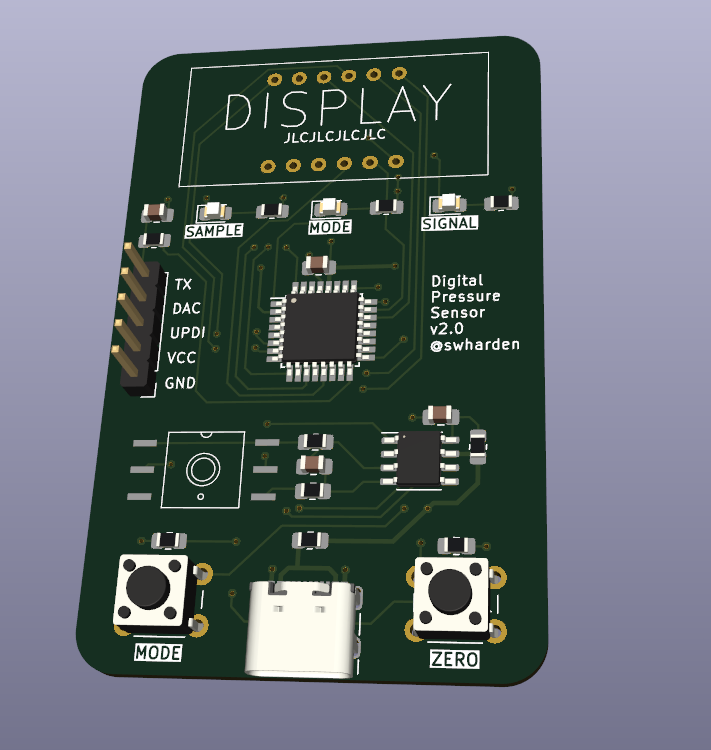 DISPLAY
JLCJLCJLCJLC
SAMPLE
MODE
SIGNAL
TX
DAC
UPDI
VCC
GND
Digital
Pressure
Sensor
v2.0
@swharden
MODE
ZERO